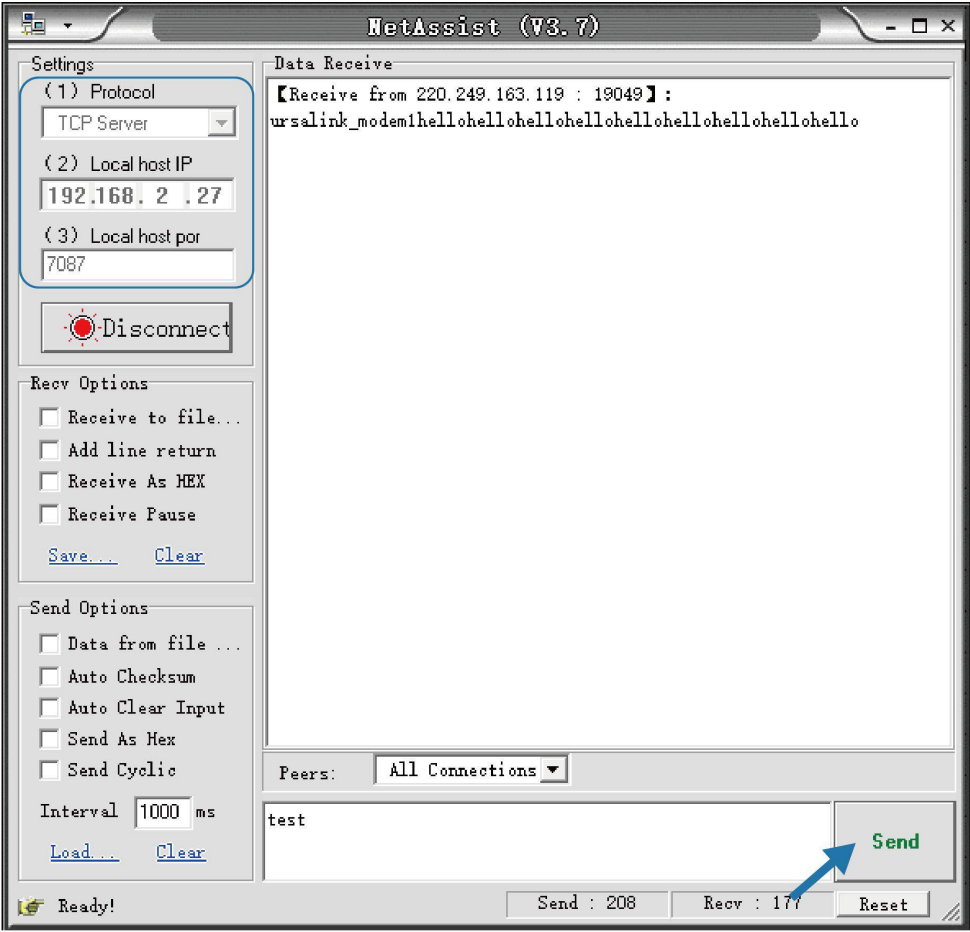 NetAssist (V3.7)
Settings
(1) Protocol
TCP Server
(2) Local host IP
192.168. 2 .27
(3) Local host por
7087
Disconnect
Recv Options
Receive to file...
Add line return
Receive As HEX
Receive Pause
Save... Clear
Send Options
Data from file ...
Auto Checksum
Auto Clear Input
Send As Hex
Send Cyclic
Interval 1000 ms
Load... Clear
Data Receive
【Receive from 220.249.163.119 : 19049】:
ursalink_modem1hellohellohellohellohellohellohellohellohello
Peers: All Connections
test
Send
Ready!
Send : 208
Recv : 177
Reset